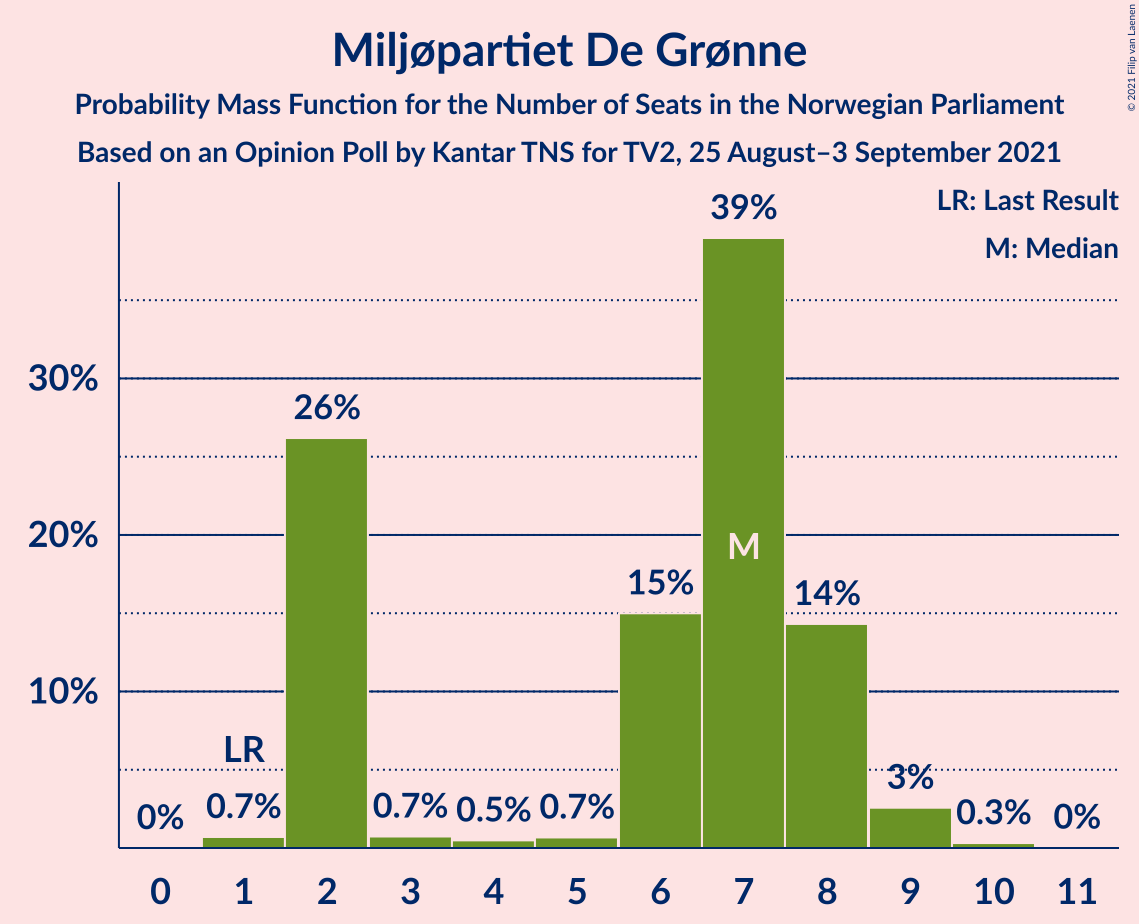 Miljøpartiet De Grønne
Probability Mass Function for the Number of Seats in the Norwegian Parliament
Based on an Opinion Poll by Kantar TNS for TV2, 25 August–3 September 2021
© 2021 Filip van Laenen
LR: Last Result
M: Median
39%
30%
26%
20%
M
15%
14%
10%
LR
0%
0.7%
0.7%
0.5%
0.7%
3%
0.3%
0%
0 1 2 3 4 5 6 7 8 9 10 11